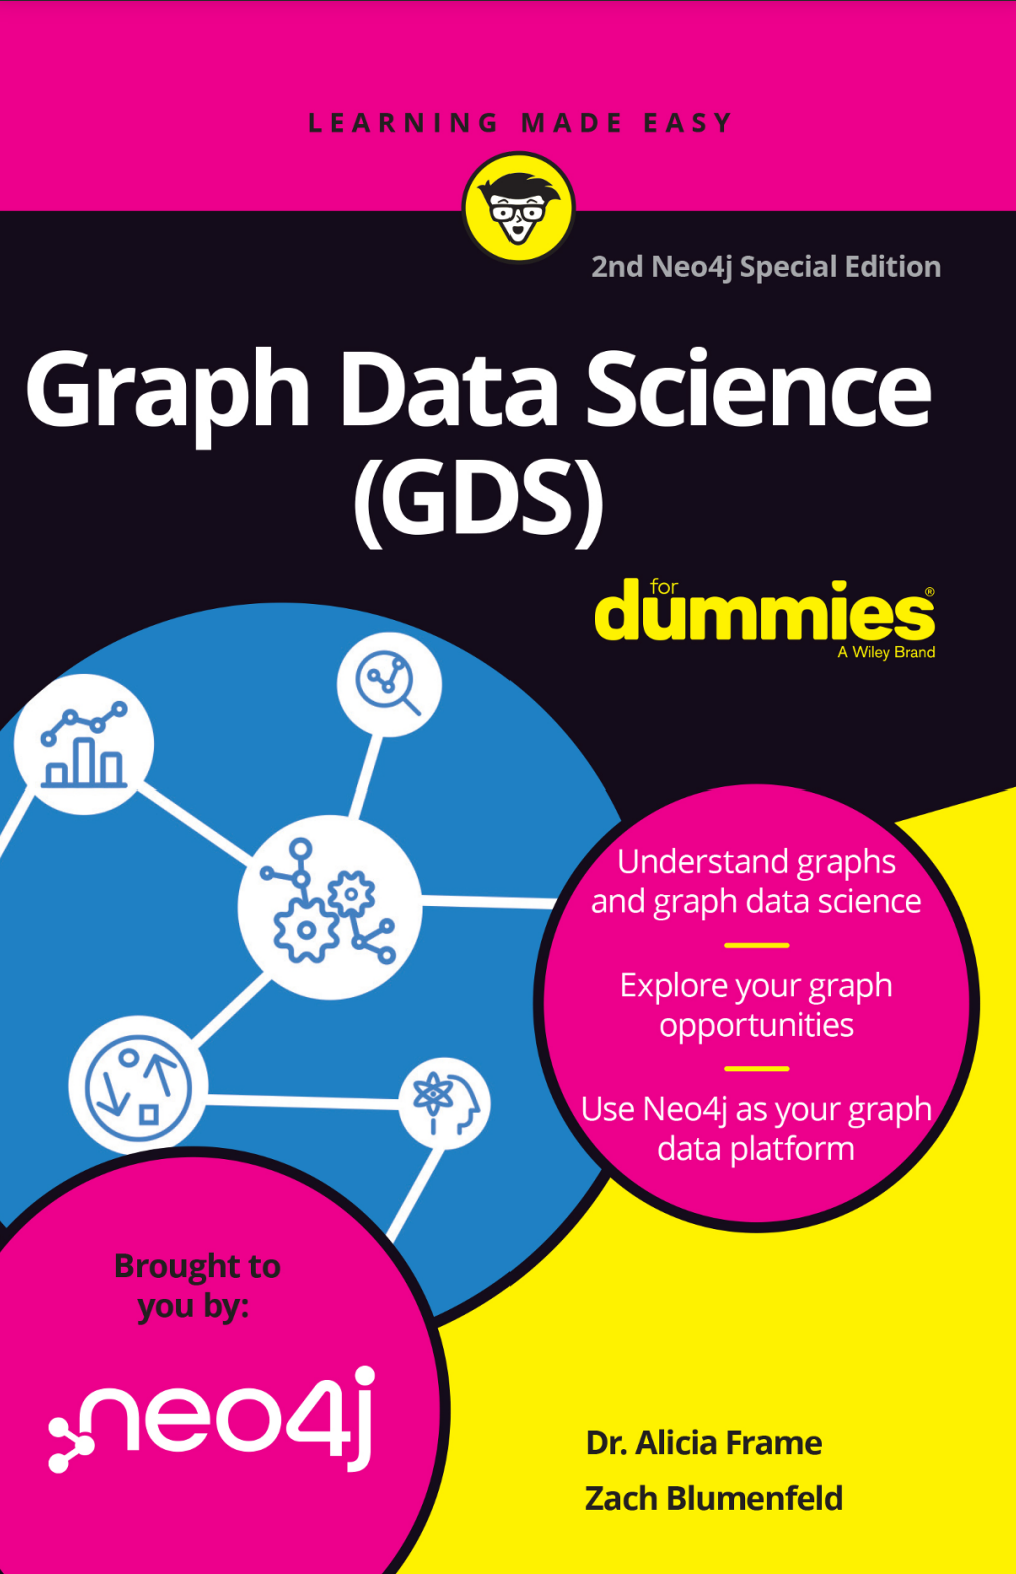 LEARNING MADE EASY
2nd Neo4j Special Edition
Graph Data Science
(GDS)
for
dummies®
A Wiley Brand
Understand graphs
and graph data science
Explore your graph
opportunities
Use Neo4j as your graph
data platform
Brought to
you by:
neo4j
Dr. Alicia Frame
Zach Blumenfeld